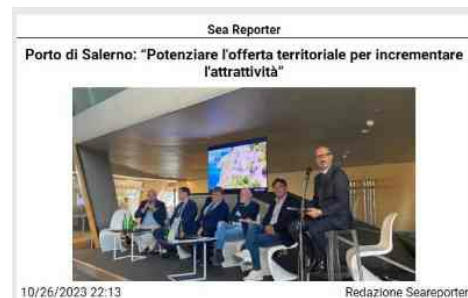 Sea Reporter
Porto di Salerno: “Potenziare l'offerta territoriale per incrementare
l'attrattività”
10/26/2023 22:13
Redazione Seareporter